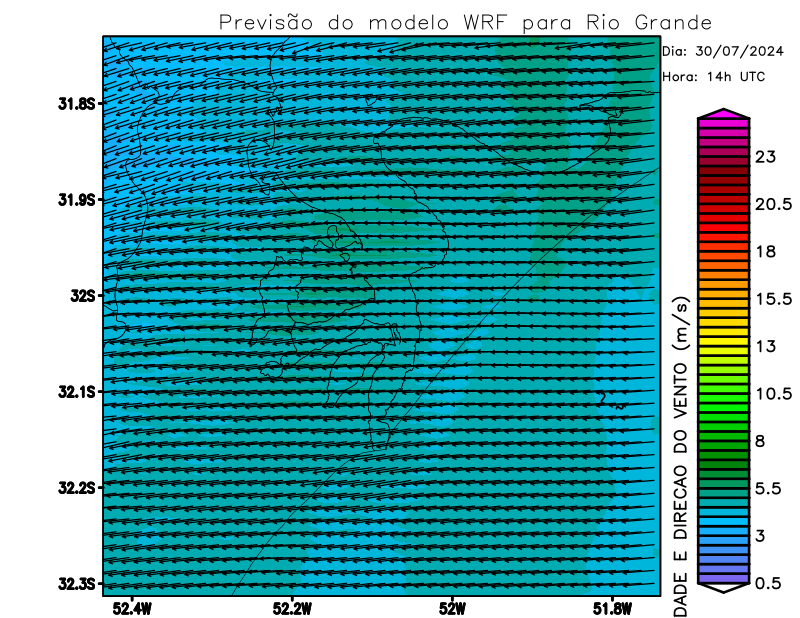 Previsão do modelo WRF para Rio Grande
Dia: 30/07/2024
Hora: 14h UTC
31.8S
31.9S
32S
32.1S
32.2S
32.3S
52.4W
52.2W
52W
51.8W
23
20.5
18
15.5
13
10.5
8
5.5
3
0.5
DADE E DIRECAO DO VENTO (m/s)